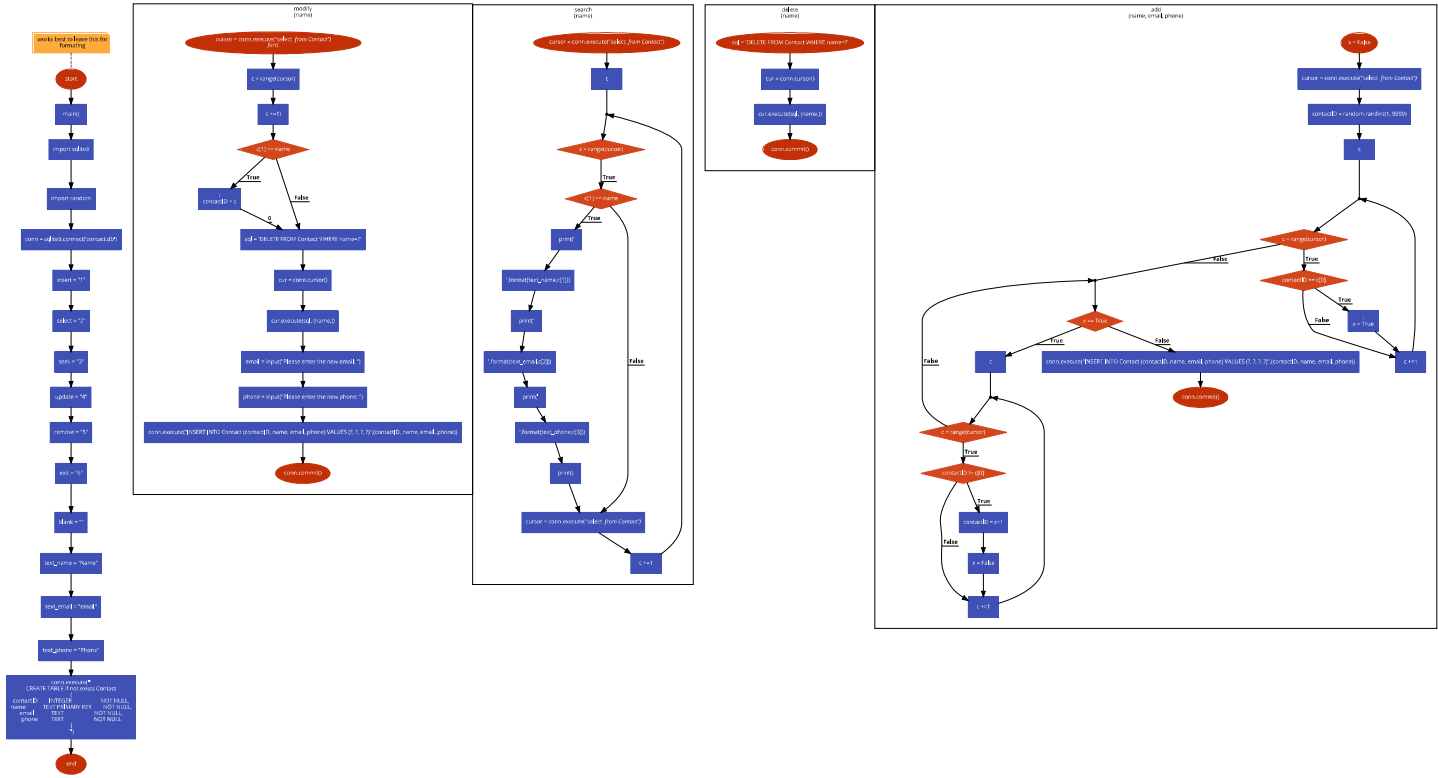 works best to leave this for
formating
start
main()
import sqlite3
import random
conn = sqlite3.connect('contact.db')
insert = "1"
select = "2"
seek = "3"
update = "4"
remove = "5"
exit = "6"
blank = ""
text_name = "Name"
text_email = "email"
text_phone = "Phone"
conn.execute("
CREATE TABLE if not exists Contact)
(
contactID INTEGER NOT NULL,
name TEXT PRIMARY KEY NOT NULL,
email TEXT NOT NULL,
phone TEXT NOT NULL
)
")
end
modify
(name)
cursor = conn.execute("select from Contact")
for(c
c < range(cursor)
c +=1)
c[1] == name
True
False
:
contactID = c
0
sql = 'DELETE FROM Contact WHERE name=?'
cur = conn.cursor()
cur.execute(sql, (name,))
email = input("Please enter the new email: ")
phone = input("Please enter the new phone: ")
conn.execute("INSERT INTO Contact (contactID, name, email, phone) VALUES (?, ?, ?, ?)",(contactID, name, email, phone))
conn.commit()
search
(name)
cursor = conn.execute("select from Contact")
c
c < range(cursor)
True
c[1] == name
True
print("
".format(text_name,c[1]))
print("
".format(text_email,c[2]))
False
print("
".format(text_phone,c[3]))
print()
cursor = conn.execute("select from Contact")
c +=1
delete
(name)
sql = 'DELETE FROM Contact WHERE name=?'
cur = conn.cursor()
cur.execute(sql, (name,))
conn.commit()
add
(name, email, phone)
x = False
cursor = conn.execute("select from Contact")
contactID = random.randint(1, 9999)
c
c < range(cursor)
False
True
contactID == c[0]
True
False
:
x = True
c +=1
x == True
True
False
c
conn.execute("INSERT INTO Contact (contactID, name, email, phone) VALUES (?, ?, ?, ?)",(contactID, name, email, phone))
conn.commit()
False
c < range(cursor)
True
contactID != c[0]
True
False
contactID = c+1
x = False
c +=1